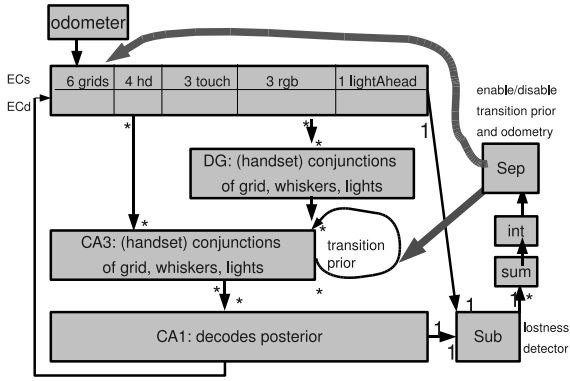 odometer
ECs
6 grids
4 hd
3 touch
3 rgb
1 lightAhead
ECd
enable/disable
transition prior
and odometry
*
*
1
*
DG: (handset) conjunctions
of grid, whiskers, lights
Sep
*
*
CA3: (handset) conjunctions
of grid, whiskers, lights
transition
prior
int
sum
*
*
*
1
1
*
CA1: decodes posterior
1
1
Sub
lostness
detector